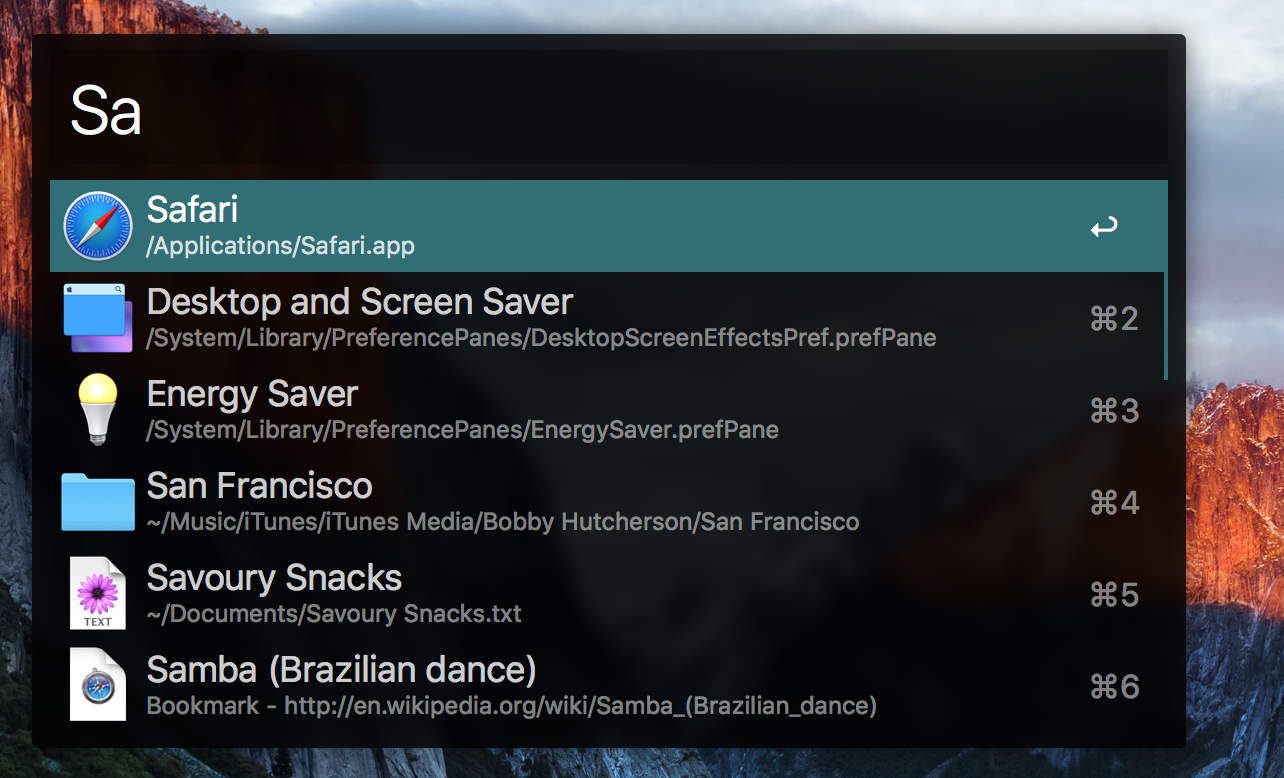 Sa
Safari
/Applications/Safari.app
↩
Desktop and Screen Saver
/System/Library/PreferencePanes/DesktopScreenEffectsPref.prefPane
⌘2
Energy Saver
/System/Library/PreferencePanes/EnergySaver.prefPane
⌘3
San Francisco
~/Music/iTunes/iTunes Media/Bobby Hutcherson/San Francisco
⌘4
TEXT
Savoury Snacks
~/Documents/Savoury Snacks.txt
⌘5
Samba (Brazilian dance)
Bookmark - http://en.wikipedia.org/wiki/Samba_(Brazilian_dance)
⌘6